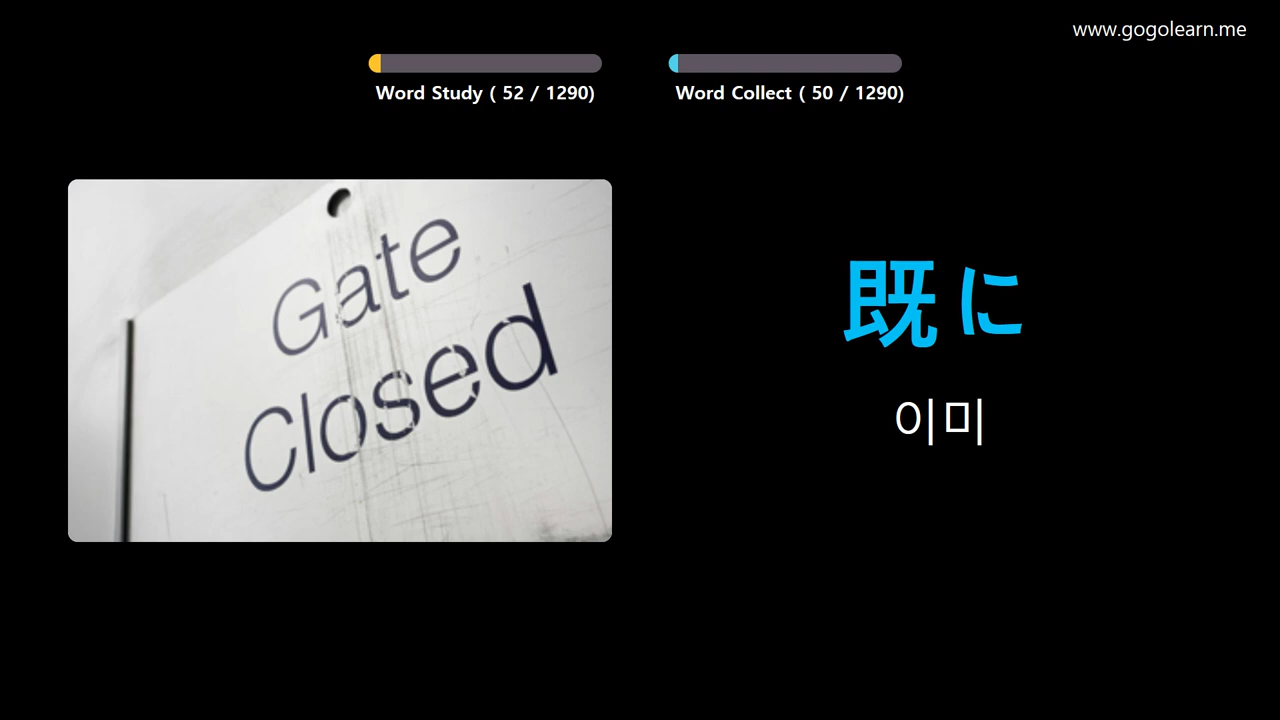 www.gogolearn.me
Word Study ( 52 / 1290)
Word Collect ( 50 / 1290)
Gate
Closed
既に
이미